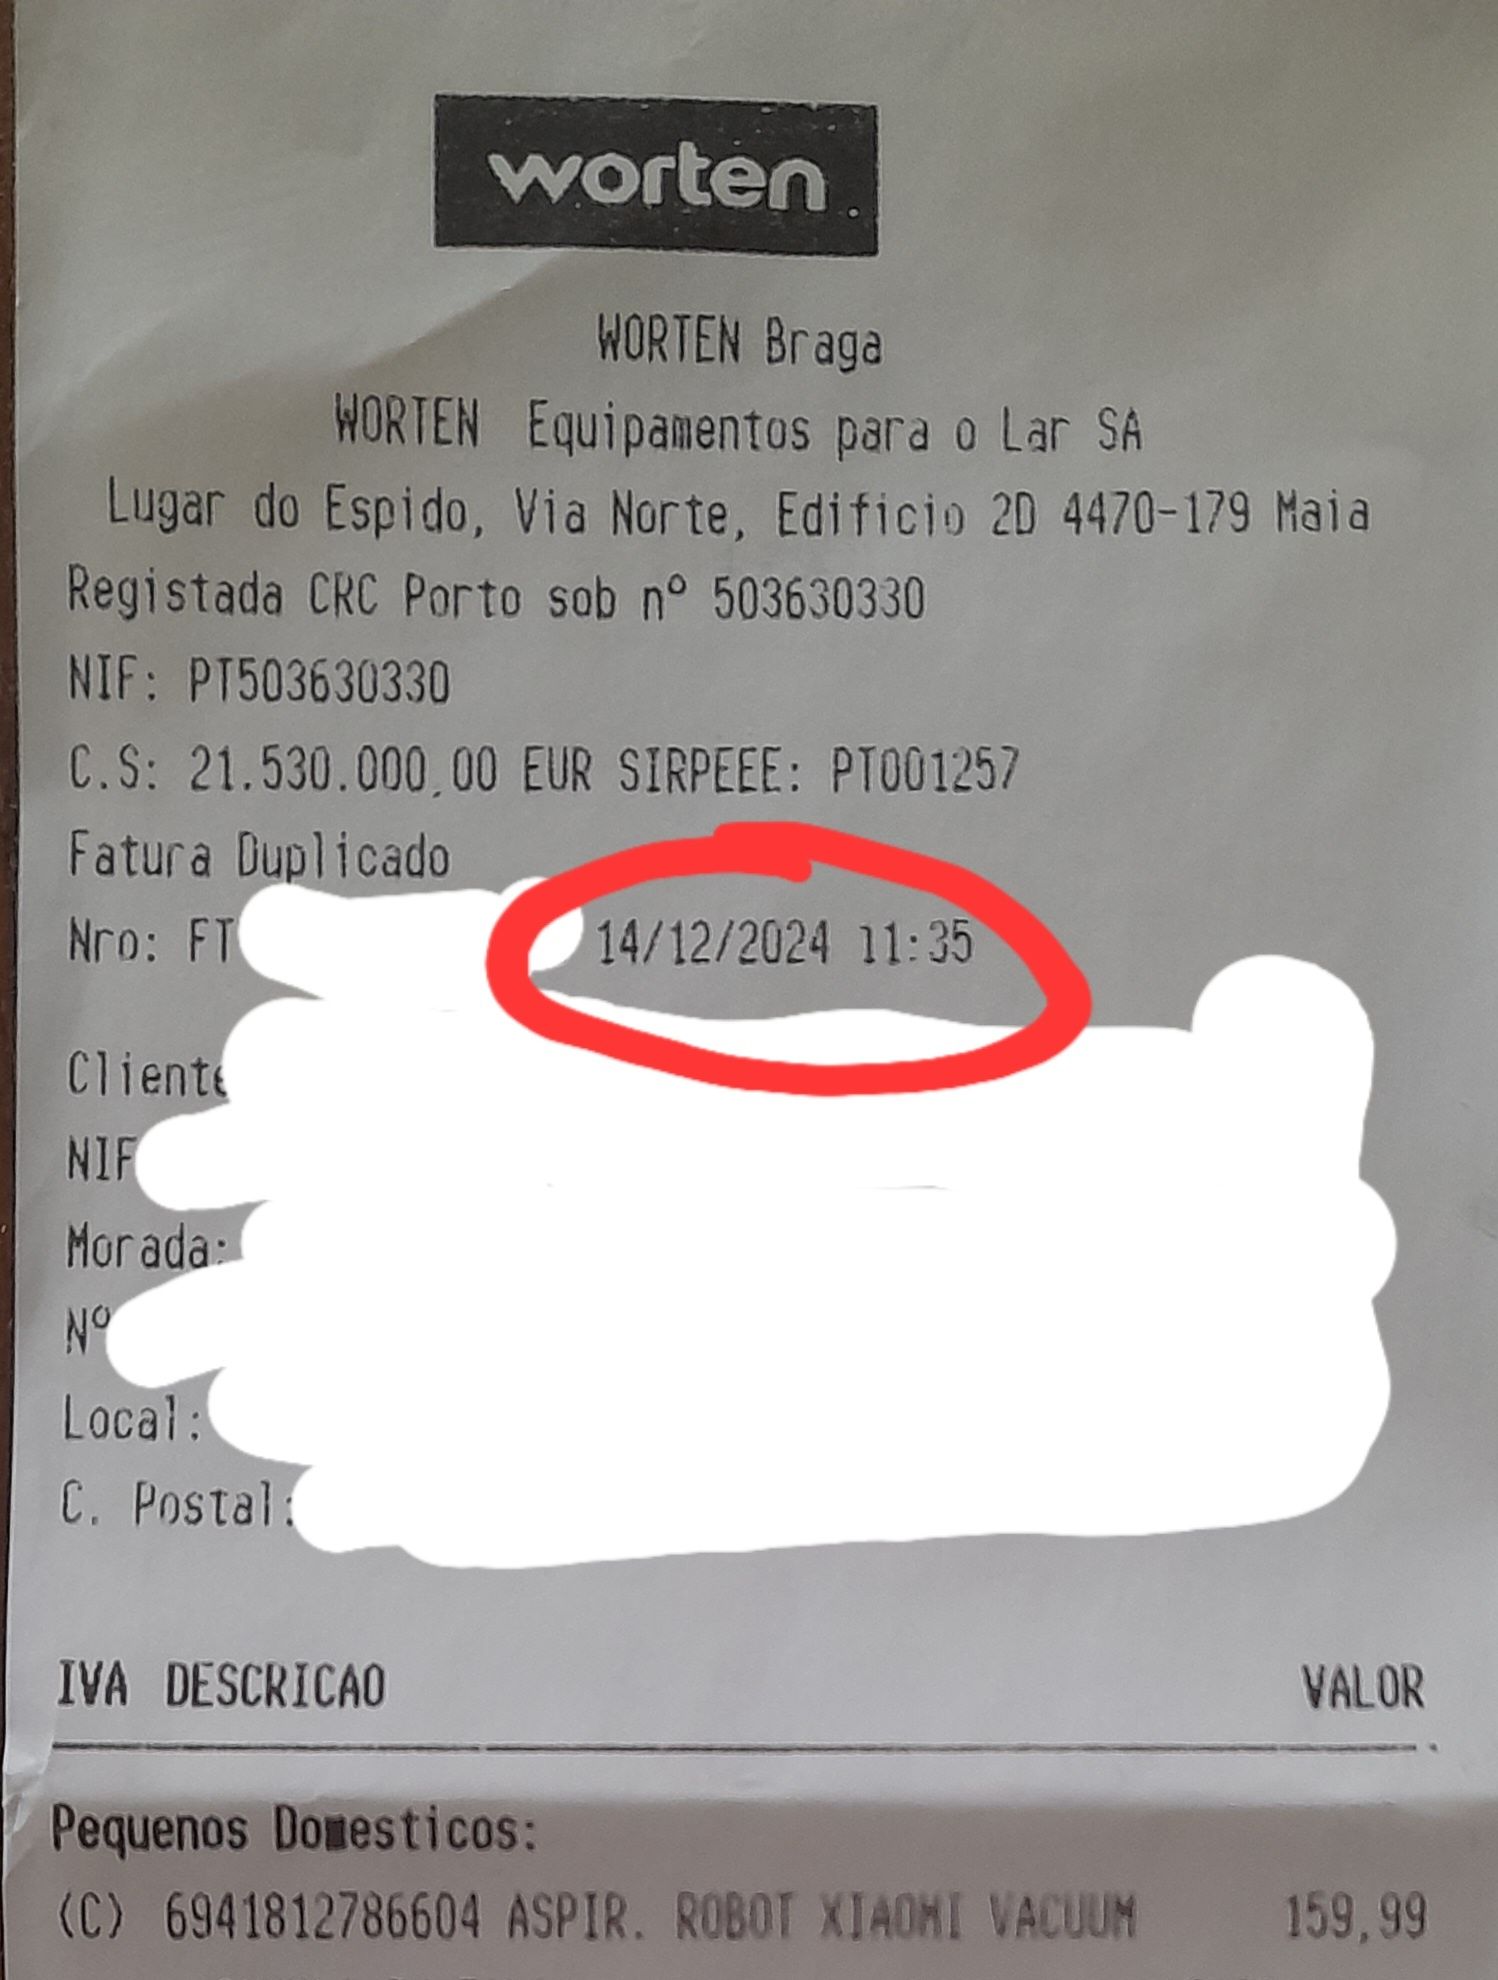 worten.
WORTEN Braga
WORTEN Equipamentos para o Lar SA
Lugar do Espido, Via Norte, Edificio 2D 4470-179 Maia
Registada CRC Porto sob nº 503630330
NIF: PT503630330
C.S: 21.530.000,00 EUR SIRPEEE: PT001257
Fatura Duplicado
Nro: FT 14/12/2024 11:35
Cliente
NIF
Morada:
Nº
Local:
C. Postal:
IVA DESCRICAO VALOR
Pequenos Domesticos:
(C) 6941812786604 ASPIR. ROBOT XIAOMI VACUUM 159,99